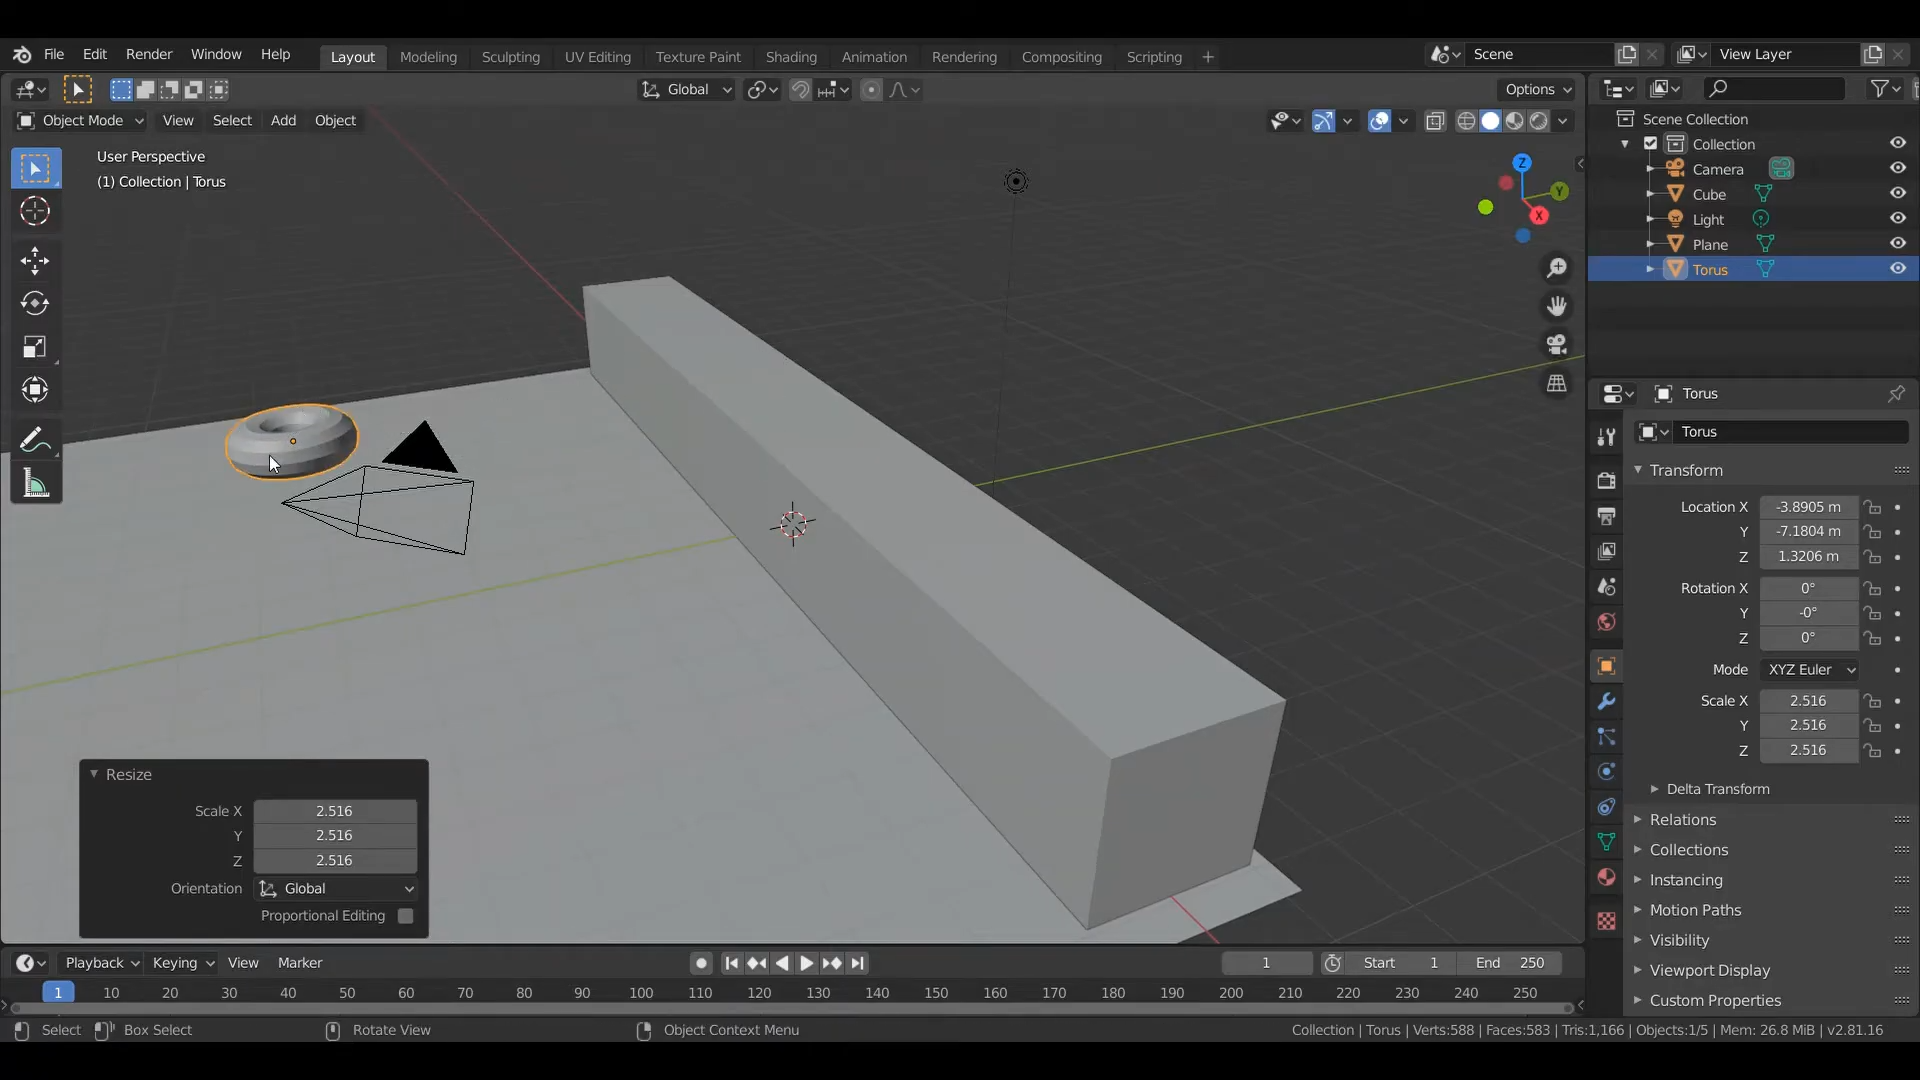 File Edit Render Window Help Layout Modeling Sculpting UV Editing Texture Paint Shading Animation Rendering Compositing Scripting + Scene View Layer
Global Options
Object Mode View Select Add Object
User Perspective
(1) Collection | Torus
Z
Y
X
Scene Collection
Collection
Camera
Cube
Light
Plane
Torus
Torus
Torus
Transform
Location X -3.8905 m
Y -7.1804 m
Z 1.3206 m
Rotation X 0°
Y -0°
Z 0°
Mode XYZ Euler
Scale X 2.516
Y 2.516
Z 2.516
Delta Transform
Relations
Collections
Instancing
Motion Paths
Visibility
Viewport Display
Custom Properties
Resize
Scale X 2.516
Y 2.516
Z 2.516
Orientation Global
Proportional Editing
Playback Keying View Marker 1 Start 1 End 250
1 10 20 30 40 50 60 70 80 90 100 110 120 130 140 150 160 170 180 190 200 210 220 230 240 250
Select Box Select Rotate View Object Context Menu Collection | Torus | Verts:588 | Faces:583 | Tris:1,166 | Objects:1/5 | Mem: 26.8 MiB | v2.81.16